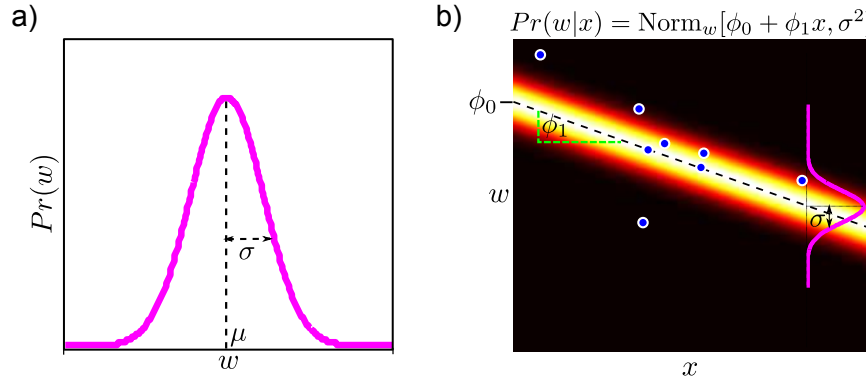 a)
Pr(w)
σ
μ
w
b)
Pr(w|x) = Norm_w[ϕ_0 + ϕ_1x, σ^2]
ϕ_0
ϕ_1
w
σ
x